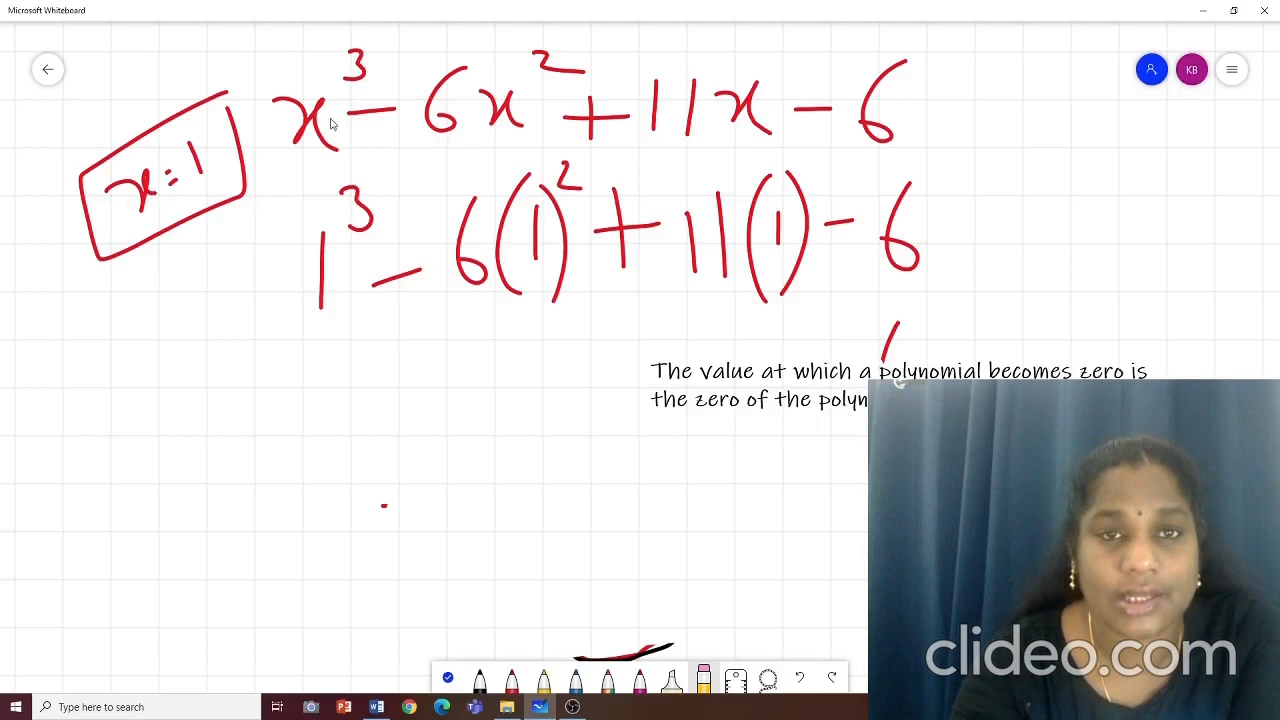 Microsoft Whiteboard
KB
x³ - 6x² + 11x - 6
x = 1
1³ - 6(1)² + 11(1) - 6
The value at which a polynomial becomes zero is
the zero of the
clideo.com
Type here to search